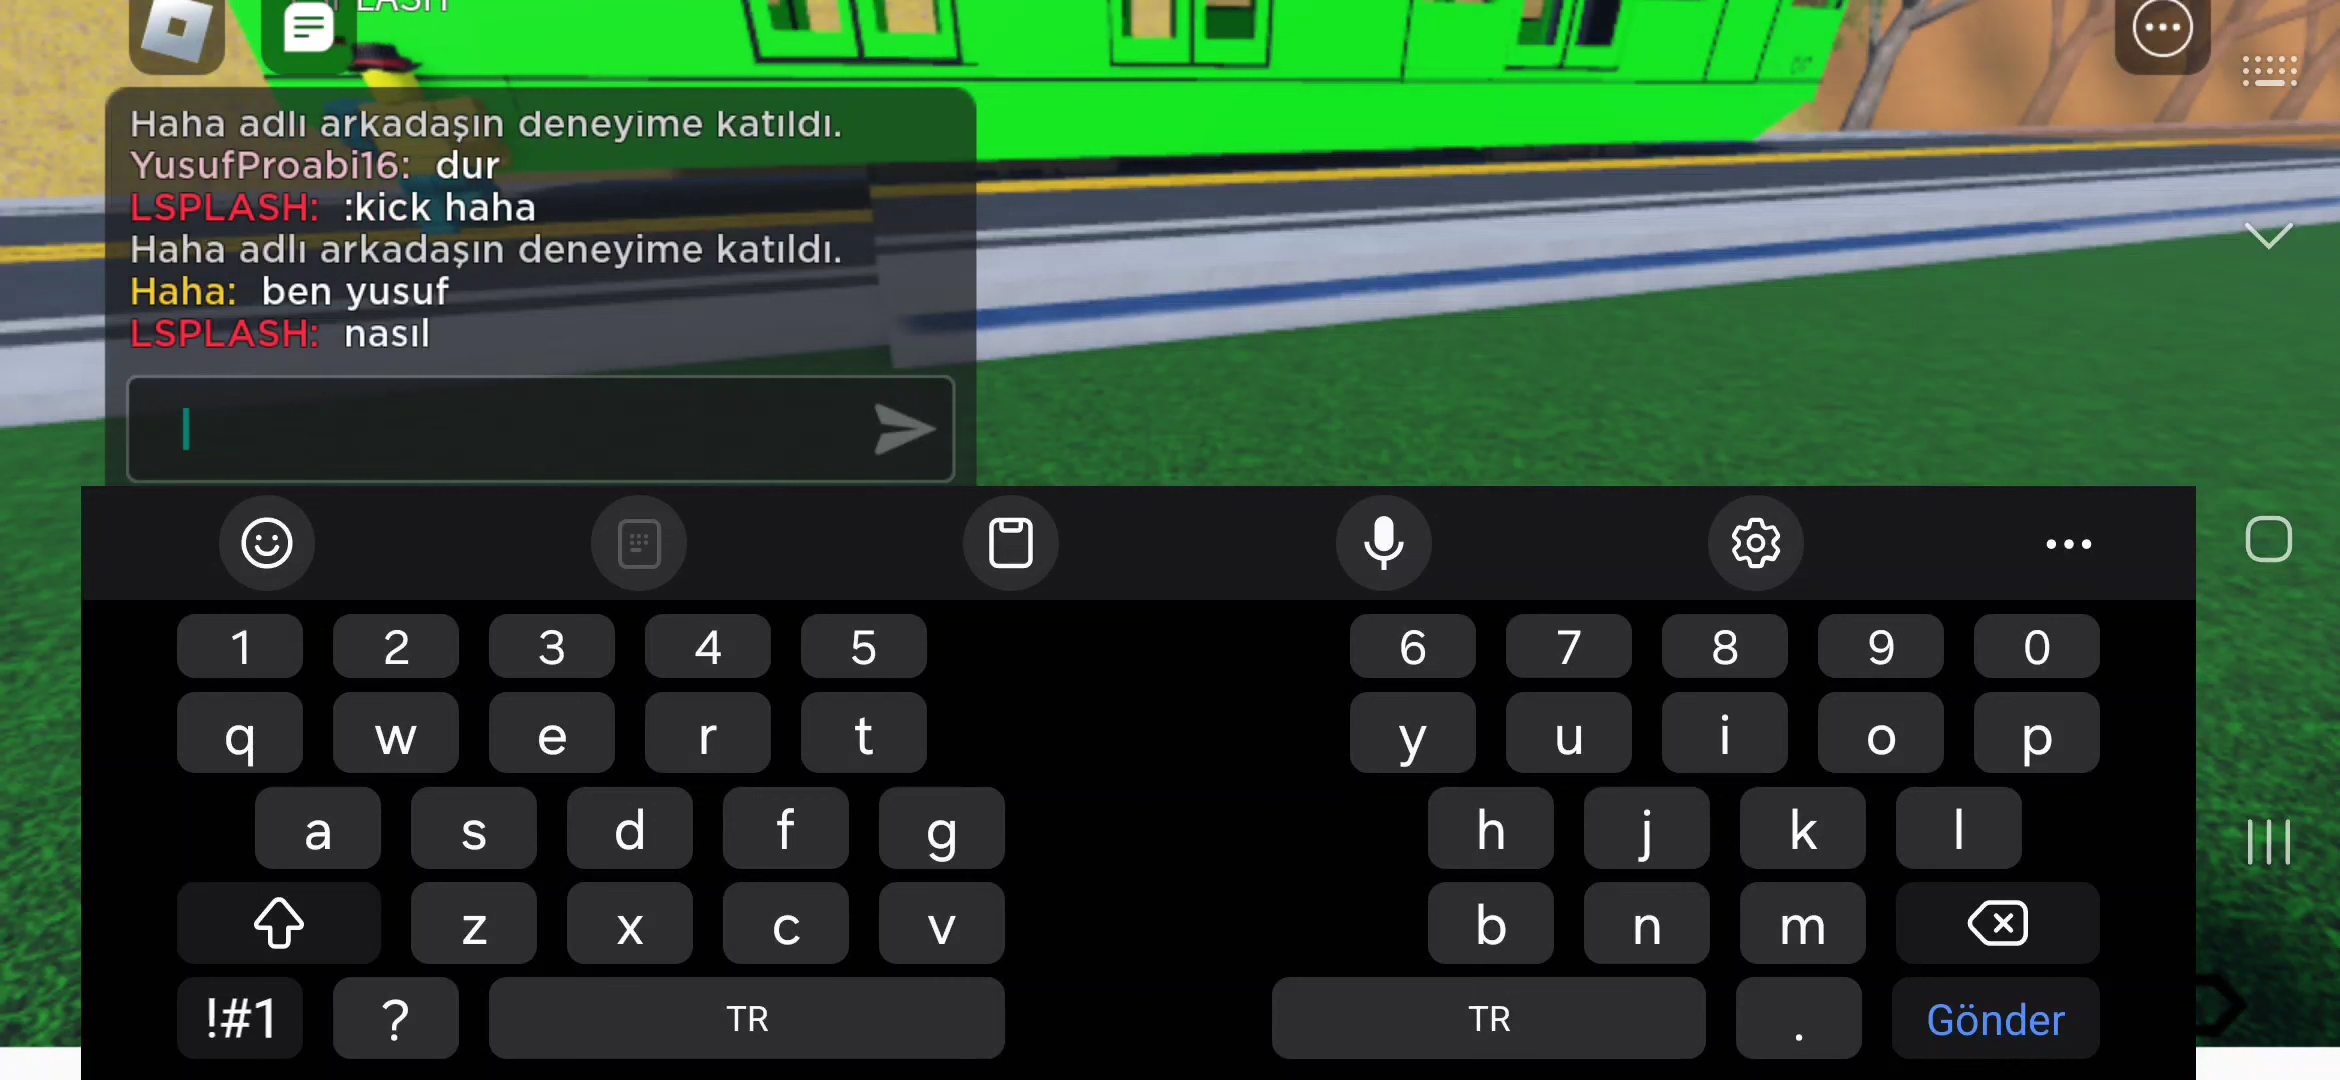 Haha adlı arkadaşın deneyime katıldı.
YusufProabi16: dur
LSPLASH: :kick haha
Haha adlı arkadaşın deneyime katıldı.
Haha: ben yusuf
LSPLASH: nasıl
1 2 3 4 5 6 7 8 9 0
q w e r t y u i o p
a s d f g h j k l
z x c v b n m
!#1 ? TR TR . Gönder